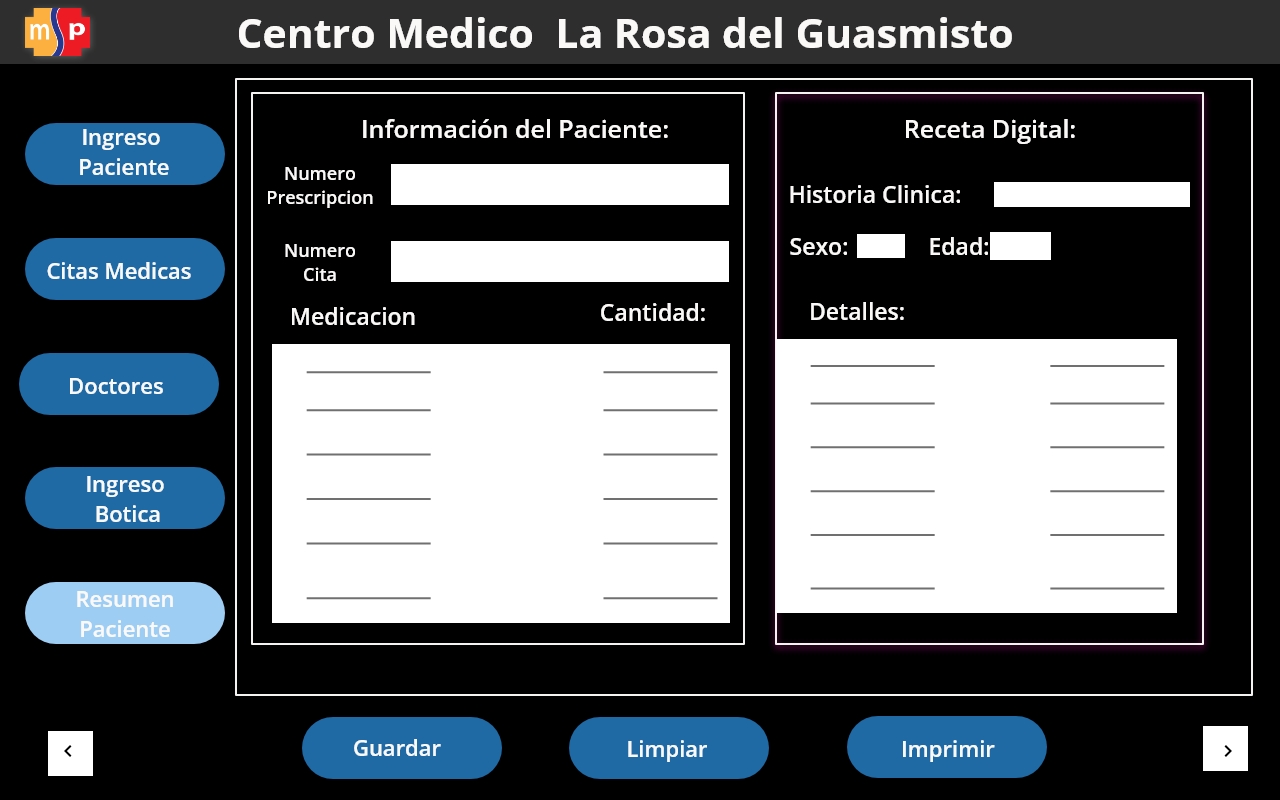 msp
Centro Medico La Rosa del Guasmisto
Ingreso
Paciente
Citas Medicas
Doctores
Ingreso
Botica
Resumen
Paciente
Información del Paciente:
Numero
Prescripcion
Numero
Cita
Medicacion
Cantidad:
Receta Digital:
Historia Clinica:
Sexo:
Edad:
Detalles:
Guardar
Limpiar
Imprimir